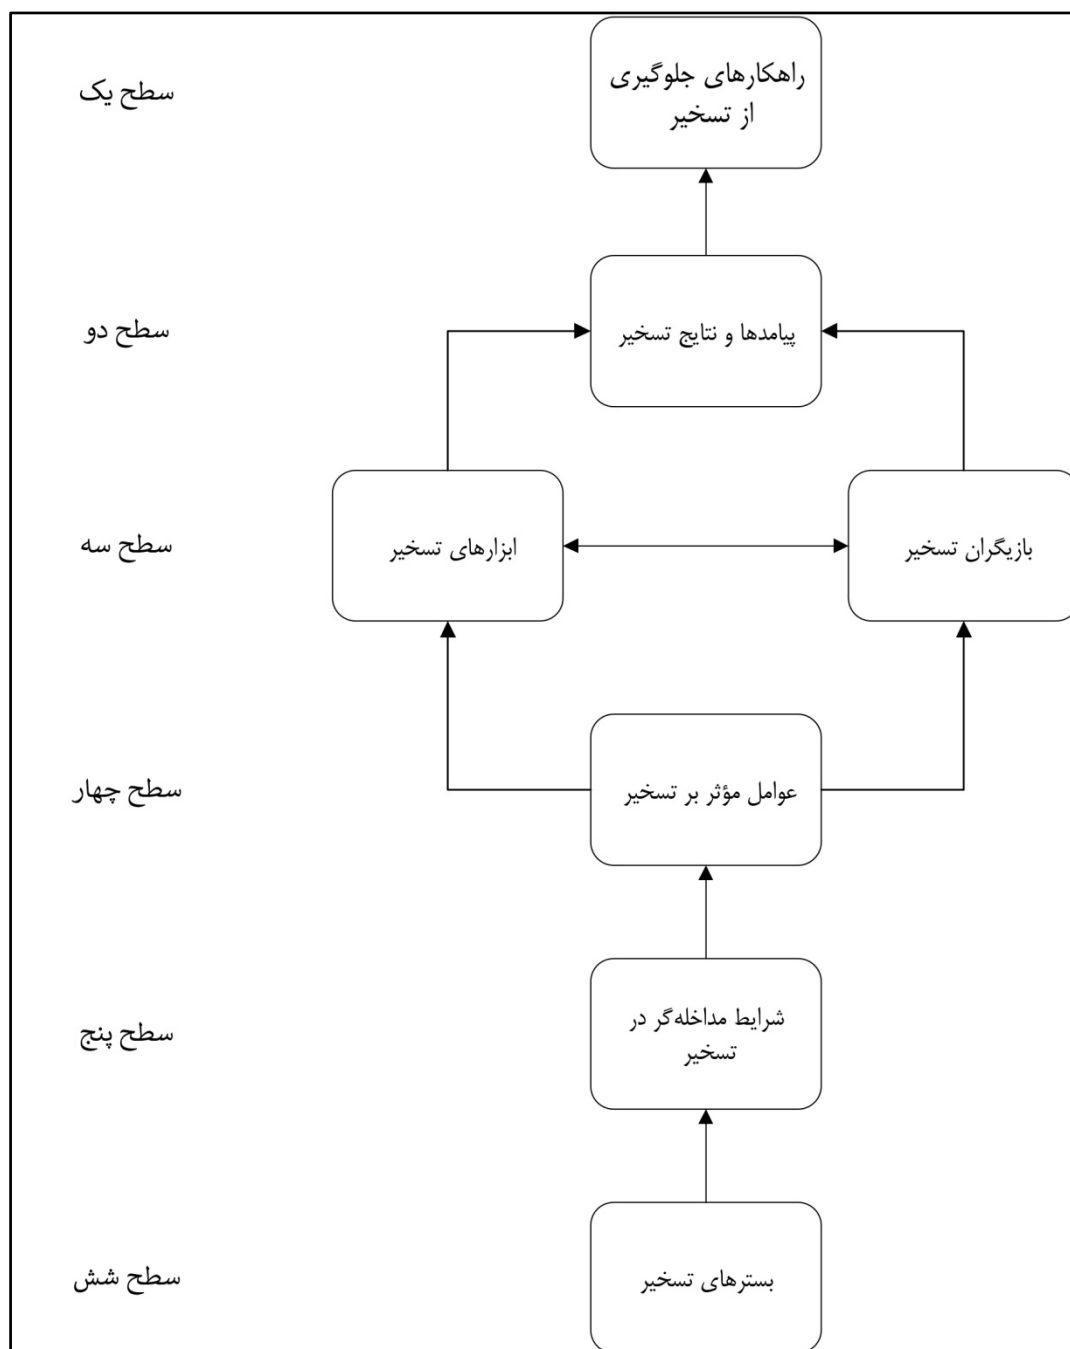 سطح یک
راهکارهای جلوگیری
از تسخیر
سطح دو
پیامدها و نتایج تسخیر
سطح سه
بازیگران تسخیر
ابزارهای تسخیر
سطح چهار
عوامل مؤثر بر تسخیر
سطح پنج
شرایط مداخله‌گر در
تسخیر
سطح شش
بسترهای تسخیر